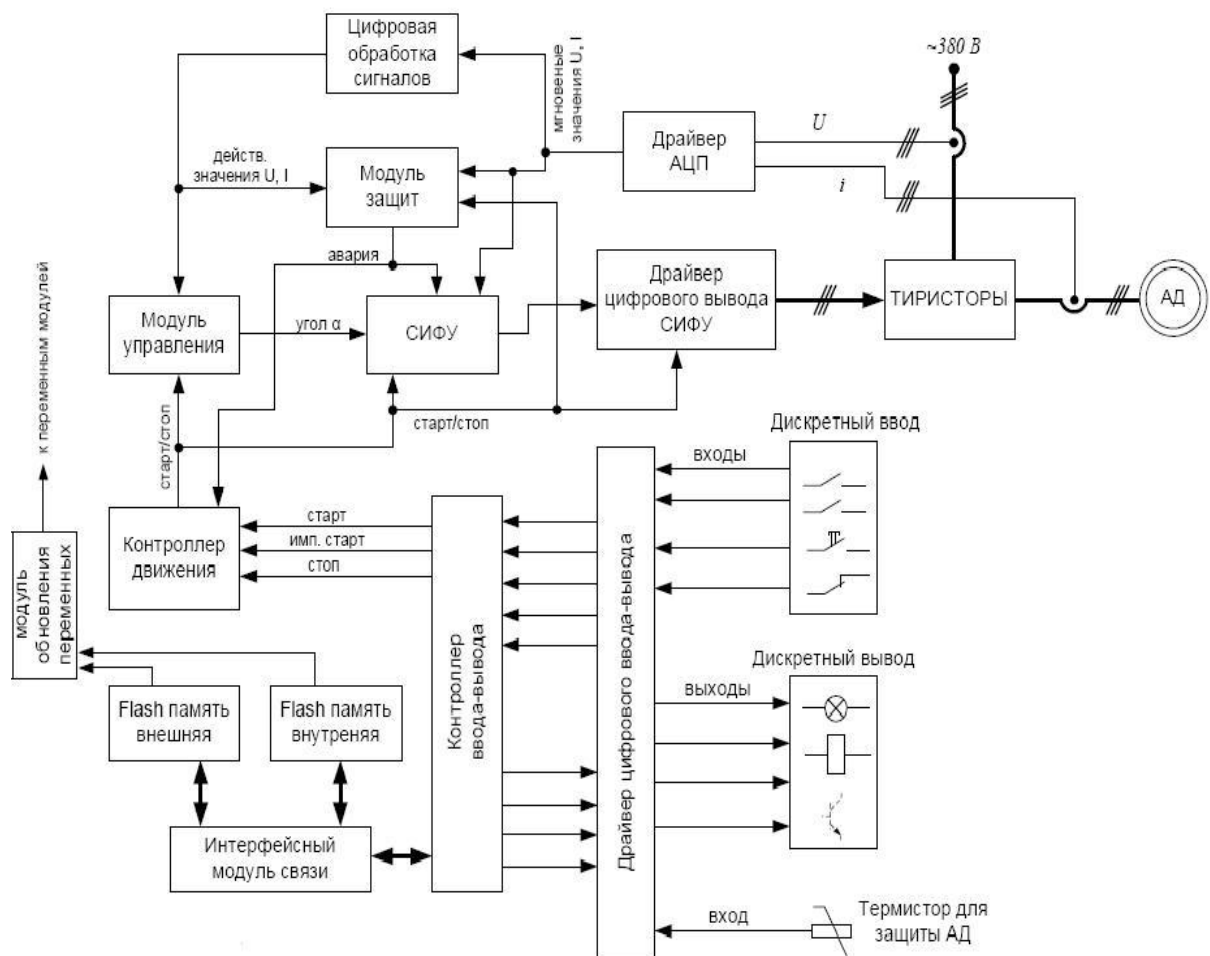 Цифровая
обработка
сигналов
мгновеные
значения U, I
~380 В
Драйвер
АЦП
U
i
действ.
значения U, I
Модуль
защит
авария
Модуль
управления
угол α
СИФУ
Драйвер
цифрового вывода
СИФУ
ТИРИСТОРЫ
АД
к переменным модулей
старт/стоп
старт/стоп
Дискретный ввод
входы
модуль
обновления
переменных
Контроллер
движения
старт
имп. старт
стоп
Контроллер
ввода-вывода
Драйвер цифрового ввода-вывода
Дискретный вывод
выходы
Flash память
внешняя
Flash память
внутреняя
Интерфейсный
модуль связи
вход
Термистор для
защиты АД